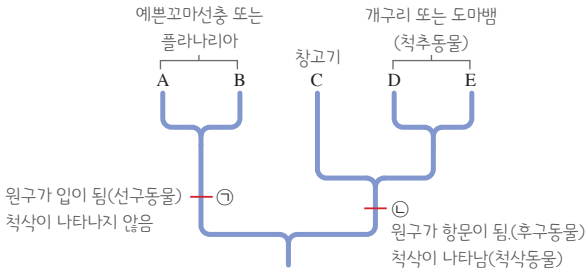 예쁜꼬마선충 또는
플라나리아
개구리 또는 도마뱀
(척추동물)
창고기
A
B
C
D
E
원구가 입이 됨(선구동물)
척삭이 나타나지 않음
㉠
㉡
원구가 항문이 됨.(후구동물)
척삭이 나타남(척삭동물)